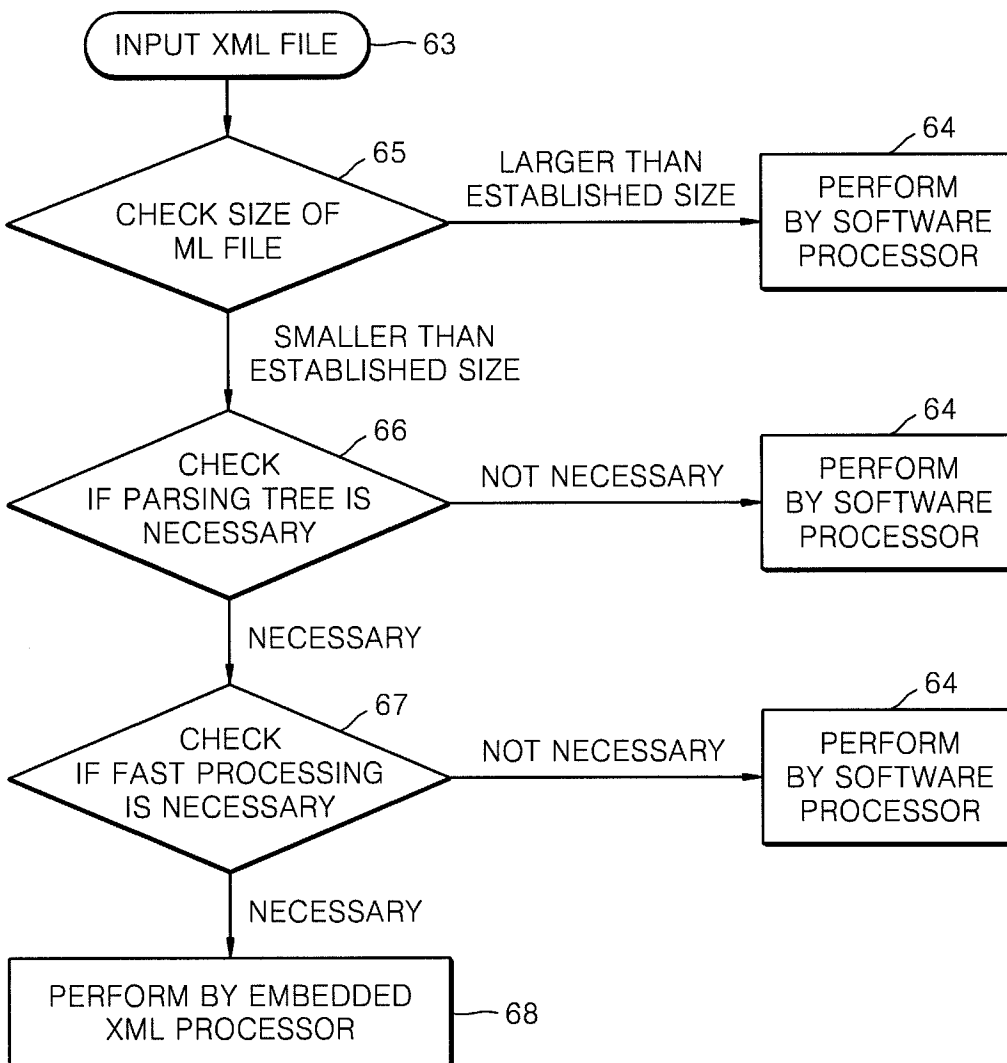 INPUT XML FILE
63
65
CHECK SIZE OF
ML FILE
LARGER THAN
ESTABLISHED SIZE
64
PERFORM
BY SOFTWARE
PROCESSOR
SMALLER THAN
ESTABLISHED SIZE
66
CHECK
IF PARSING TREE IS
NECESSARY
NOT NECESSARY
64
PERFORM
BY SOFTWARE
PROCESSOR
NECESSARY
67
CHECK
IF FAST PROCESSING
IS NECESSARY
NOT NECESSARY
64
PERFORM
BY SOFTWARE
PROCESSOR
NECESSARY
PERFORM BY EMBEDDED
XML PROCESSOR
68